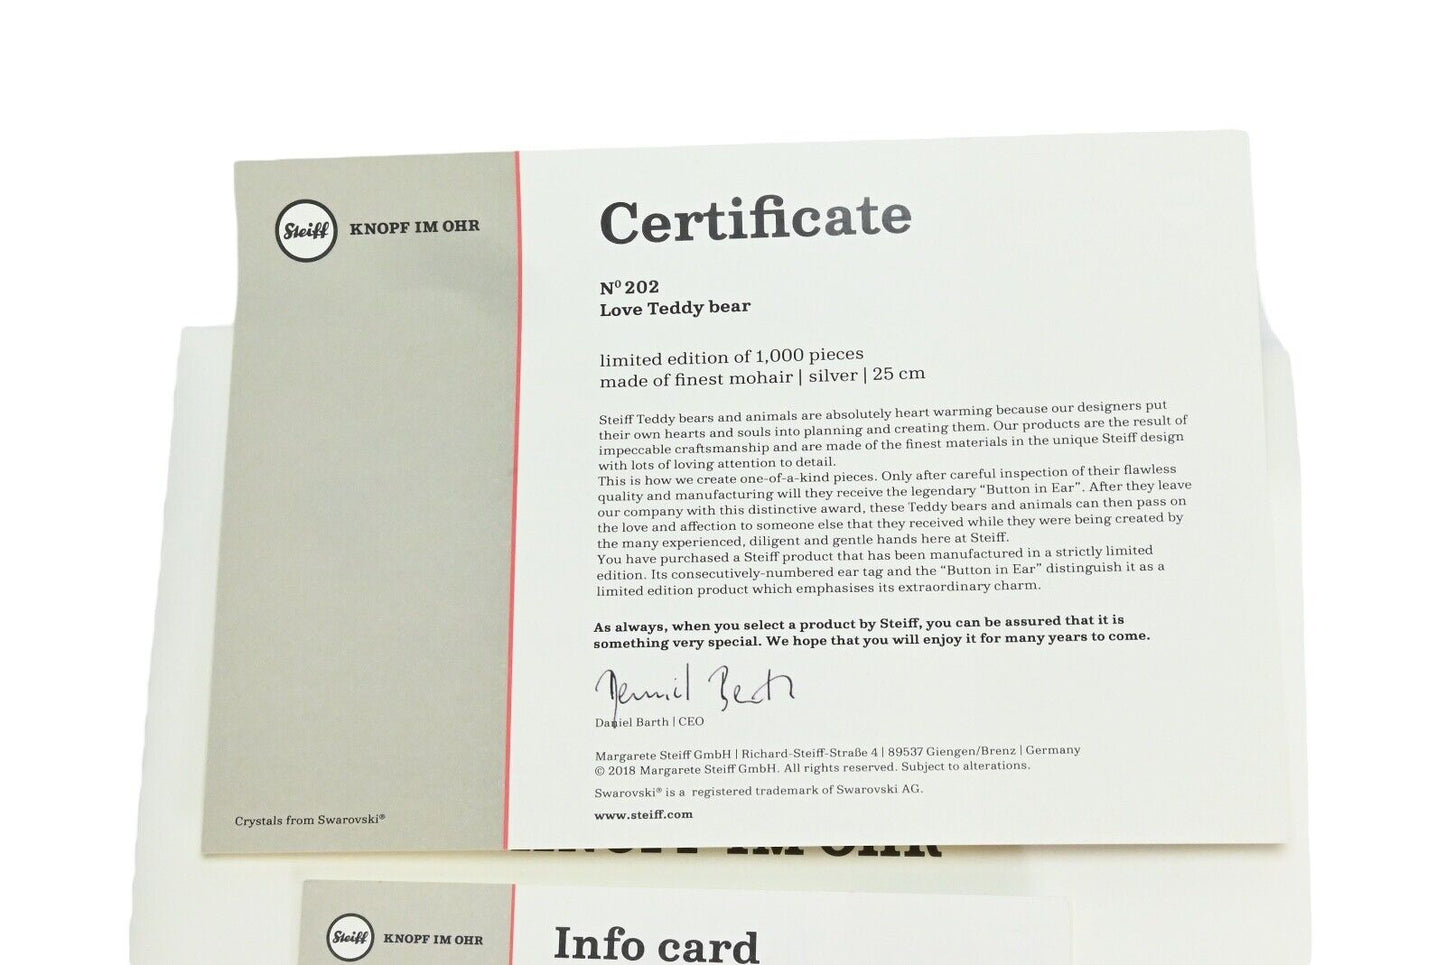 Steiff KNOPF IM OHR
Certificate
Nº 202
Love Teddy bear
limited edition of 1,000 pieces
made of finest mohair | silver | 25 cm
Steiff Teddy bears and animals are absolutely heart warming because our designers put
their own hearts and souls into planning and creating them. Our products are the result of
impeccable craftsmanship and are made of the finest materials in the unique Steiff design
with lots of loving attention to detail.
This is how we create one-of-a-kind pieces. Only after careful inspection of their flawless
quality and manufacturing will they receive the legendary “Button in Ear”. After they leave
our company with this distinctive award, these Teddy bears and animals can then pass on
the love and affection to someone else that they received while they were being created by
the many experienced, diligent and gentle hands here at Steiff.
You have purchased a Steiff product that has been manufactured in a strictly limited
edition. Its consecutively-numbered ear tag and the “Button in Ear” distinguish it as a
limited edition product which emphasises its extraordinary charm.
As always, when you select a product by Steiff, you can be assured that it is
something very special. We hope that you will enjoy it for many years to come.
Daniel Barth | CEO
Margarete Steiff GmbH | Richard-Steiff-Straße 4 | 89537 Giengen/Brenz | Germany
© 2018 Margarete Steiff GmbH. All rights reserved. Subject to alterations.
Swarovski® is a registered trademark of Swarovski AG.
www.steiff.com
Crystals from Swarovski®
KNOPF IM OHR
Steiff KNOPF IM OHR
Info card